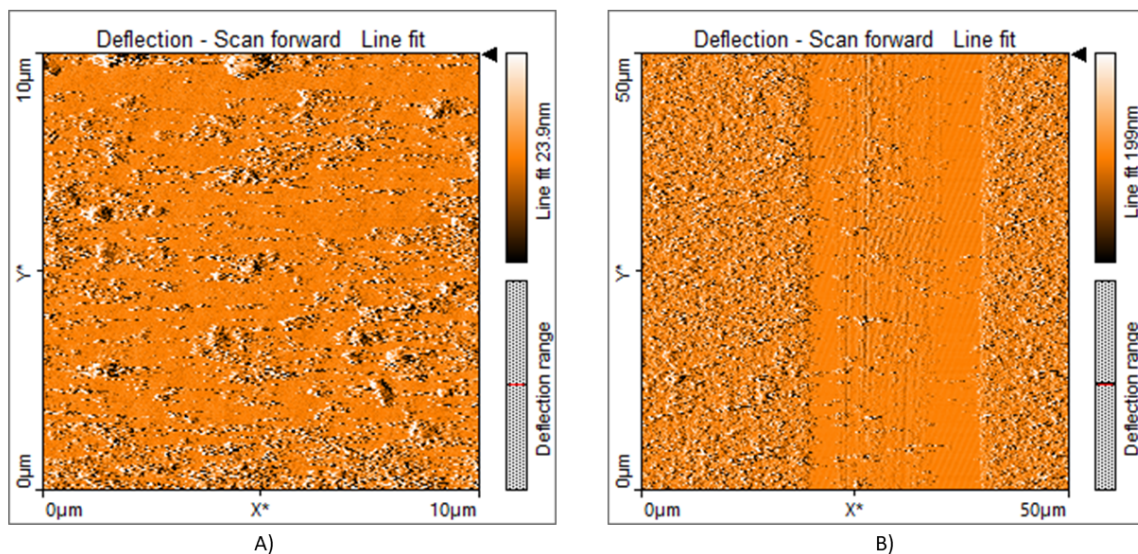 Deflection - Scan forward Line fit
10µm
Y*
0µm
0µm X* 10µm
Line fit 23.9nm
Deflection range
A)
Deflection - Scan forward Line fit
50µm
Y*
0µm
0µm X* 50µm
Line fit 199nm
Deflection range
B)